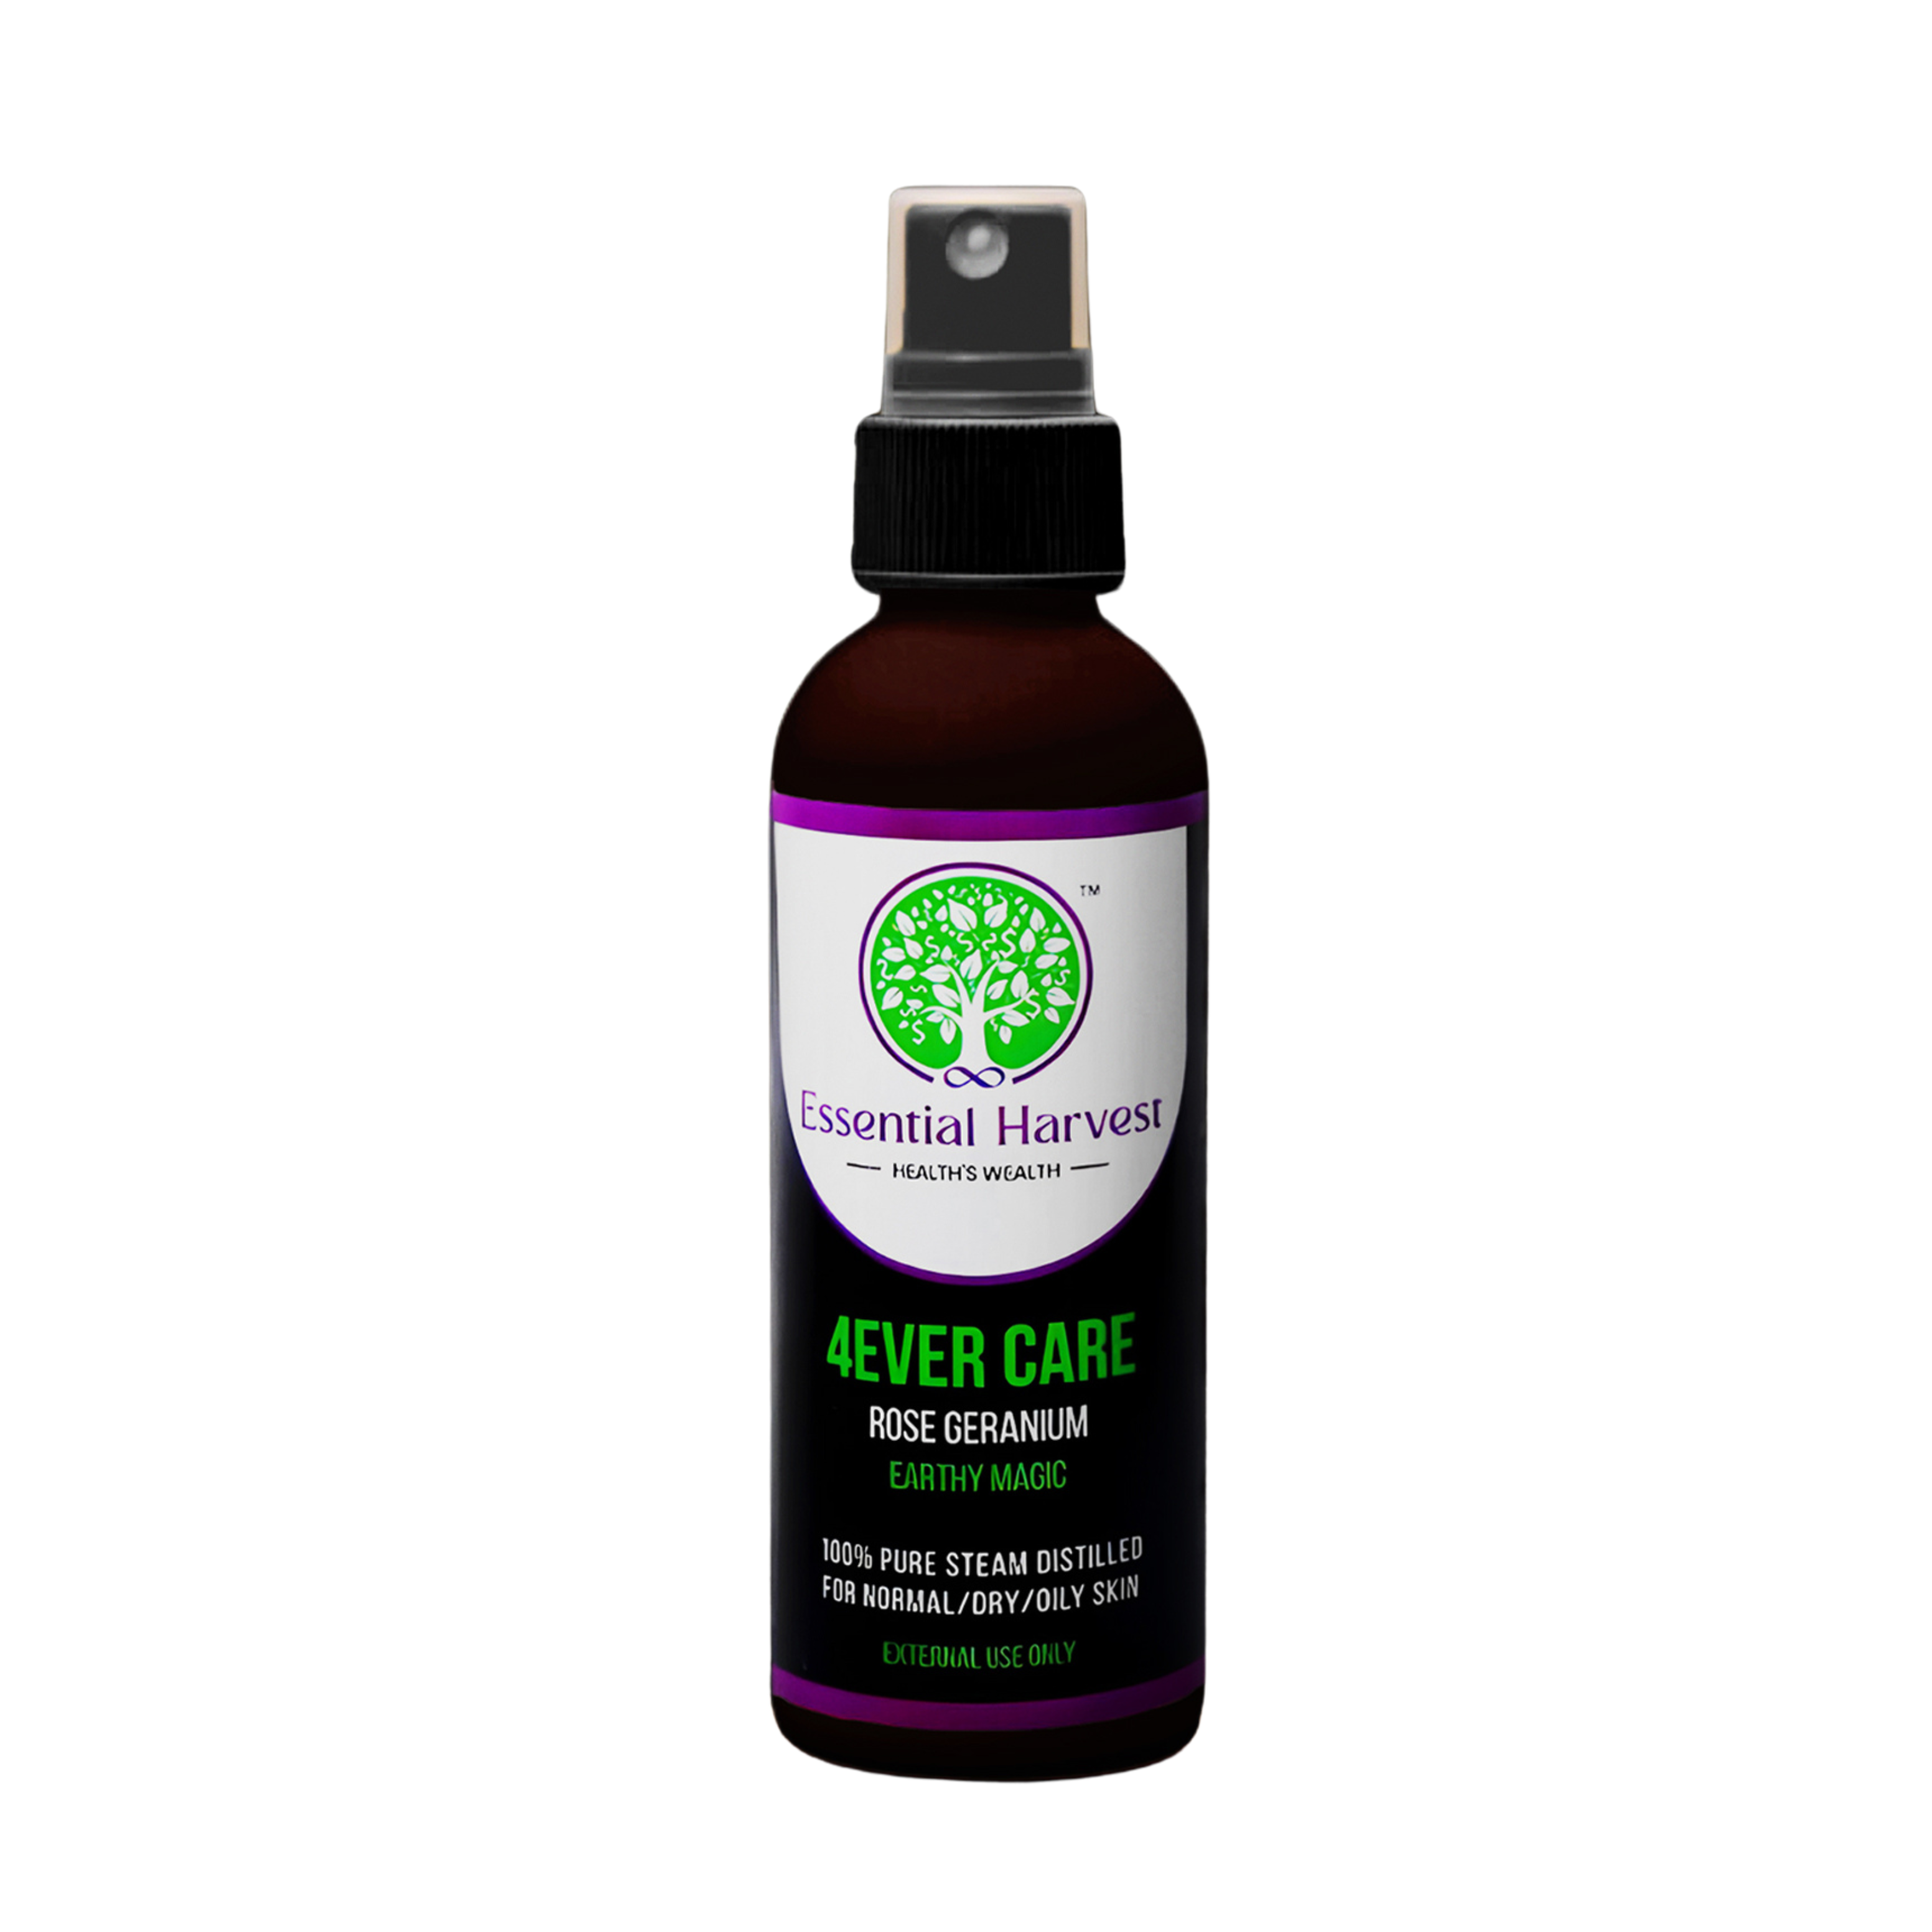 TM
Essential Harvest
HEALTH'S WEALTH
4EVER CARE
ROSE GERANIUM
EARTHY MAGIC
100% PURE STEAM DISTILLED
FOR NORMAL/DRY/OILY SKIN
EXTERNAL USE ONLY